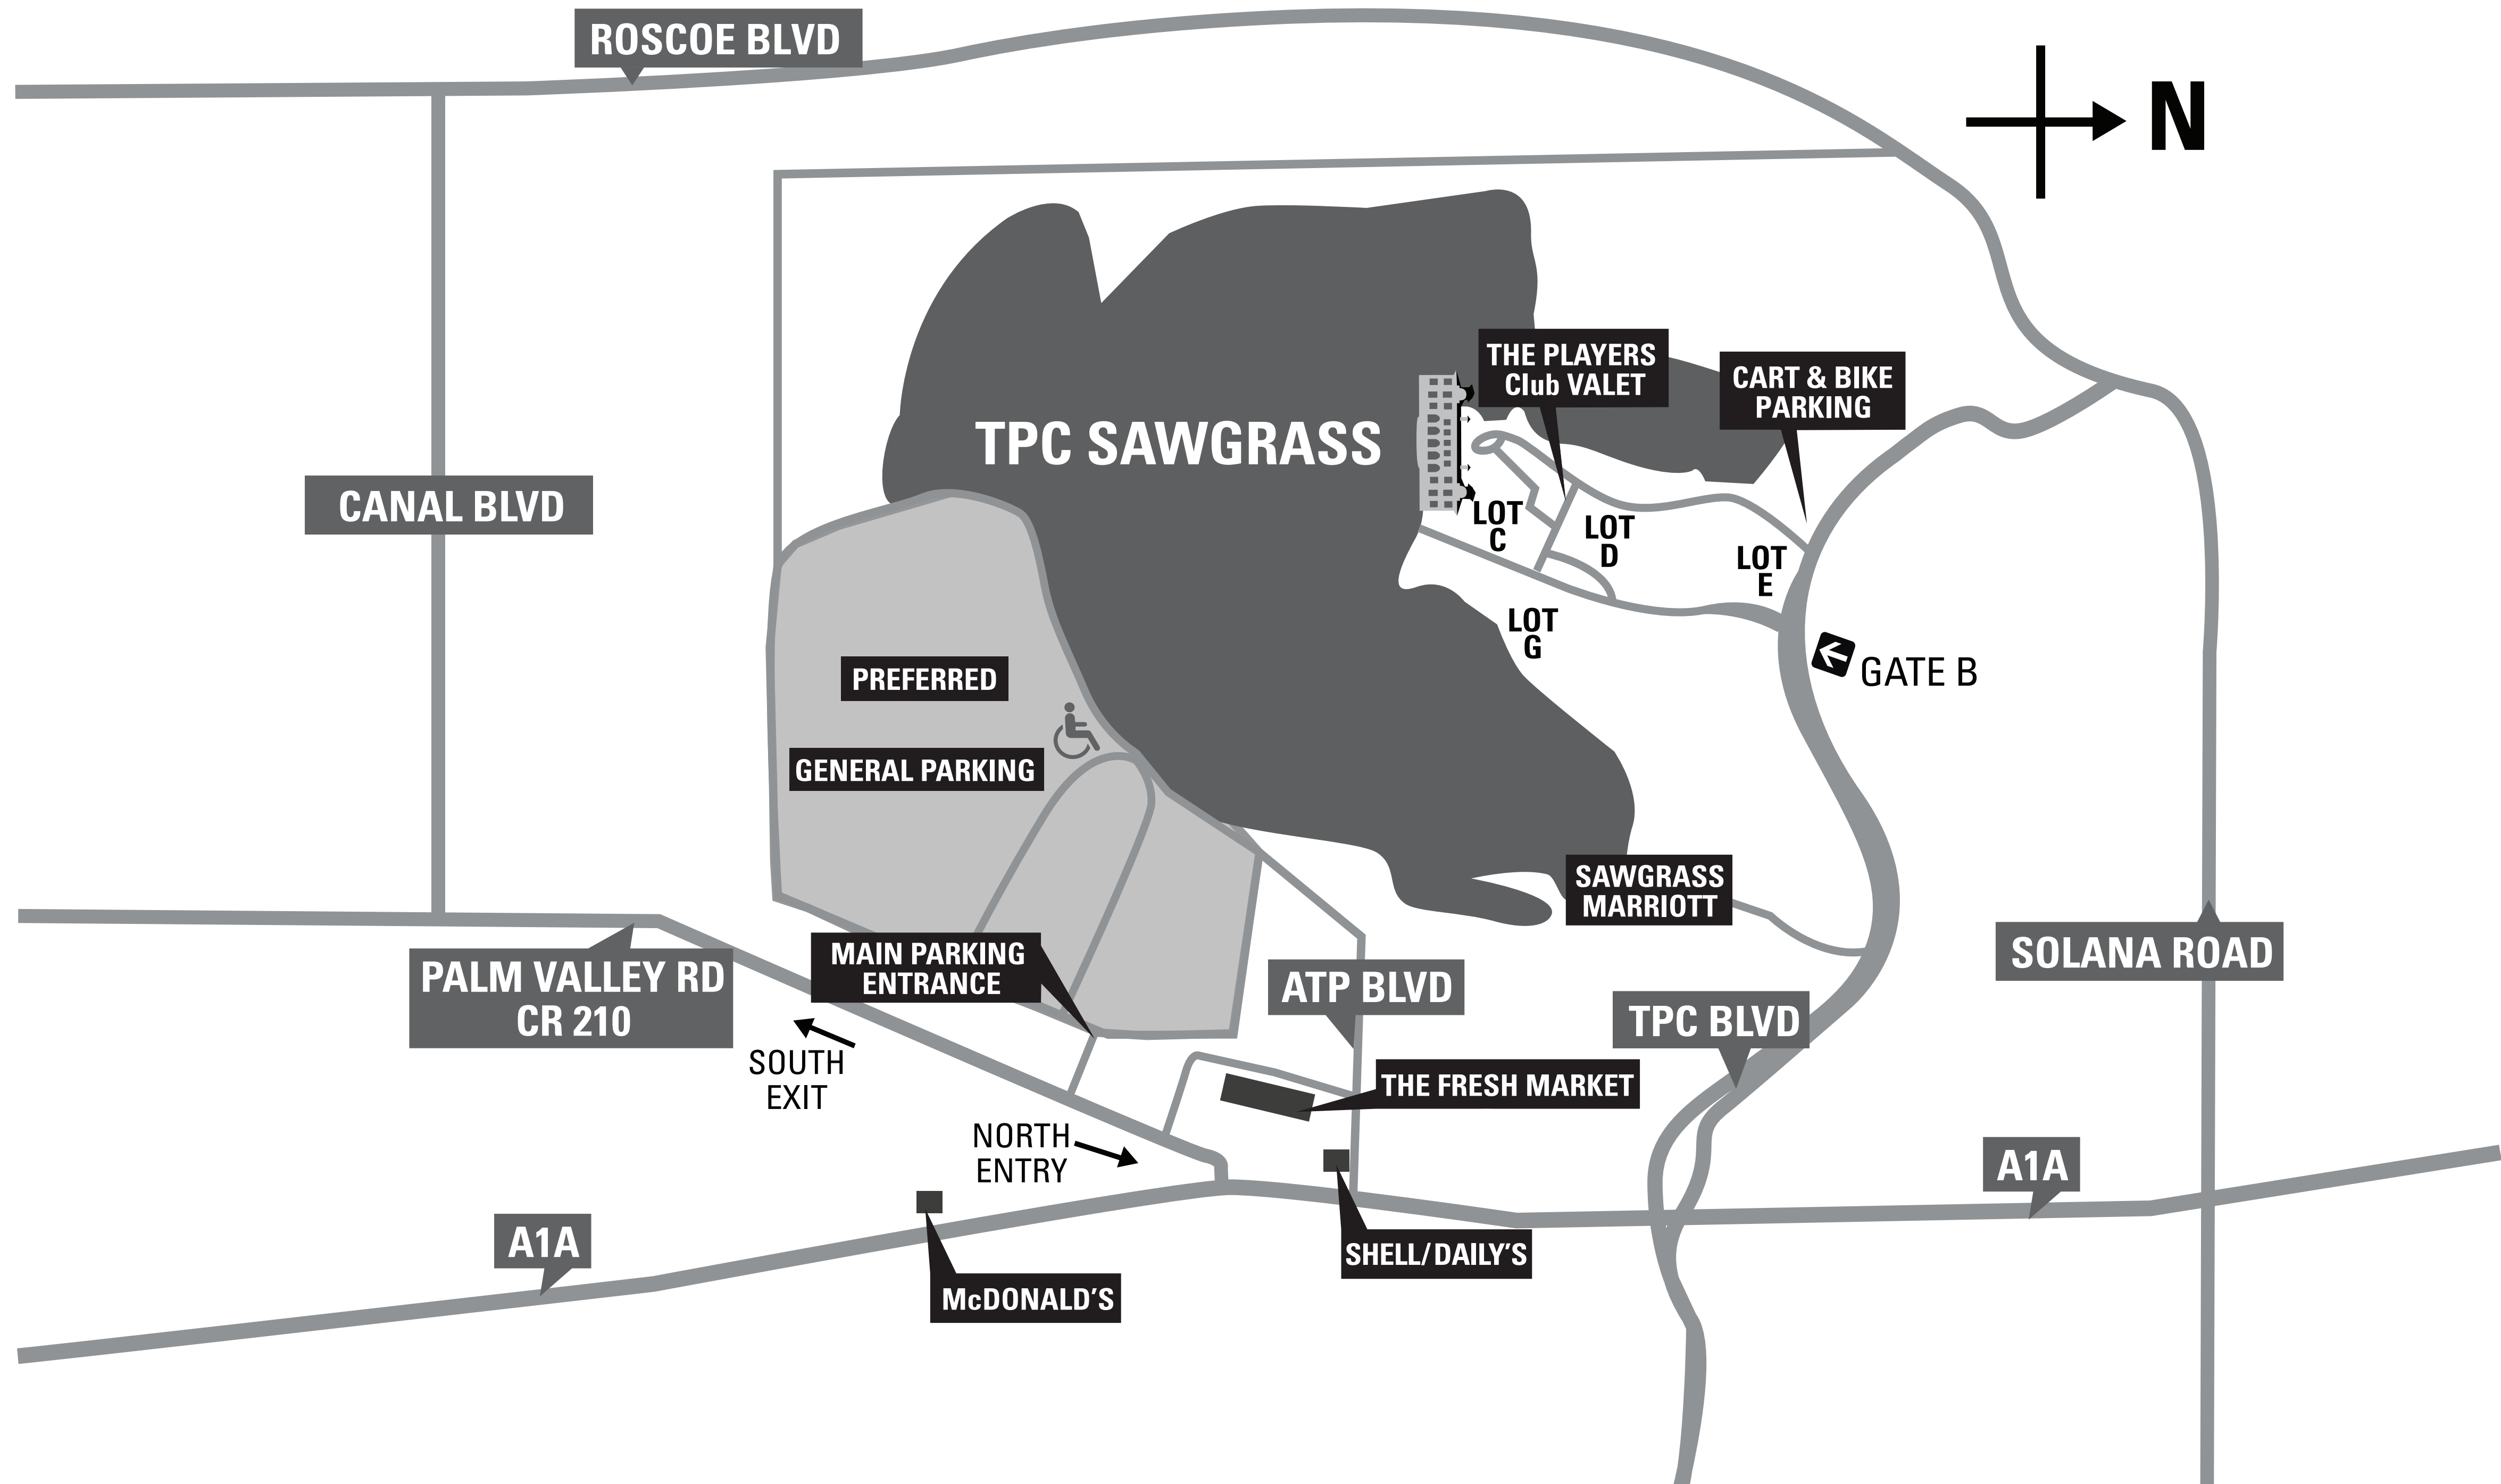 ROSCOE BLVD
N
THE PLAYERS
Club VALET
CART & BIKE
PARKING
TPC SAWGRASS
CANAL BLVD
LOT
C
LOT
D
LOT
E
LOT
G
GATE B
PREFERRED
GENERAL PARKING
SAWGRASS
MARRIOTT
MAIN PARKING
ENTRANCE
SOLANA ROAD
PALM VALLEY RD
CR 210
ATP BLVD
TPC BLVD
SOUTH
EXIT
THE FRESH MARKET
NORTH
ENTRY
A1A
A1A
SHELL/DAILY'S
McDONALD'S